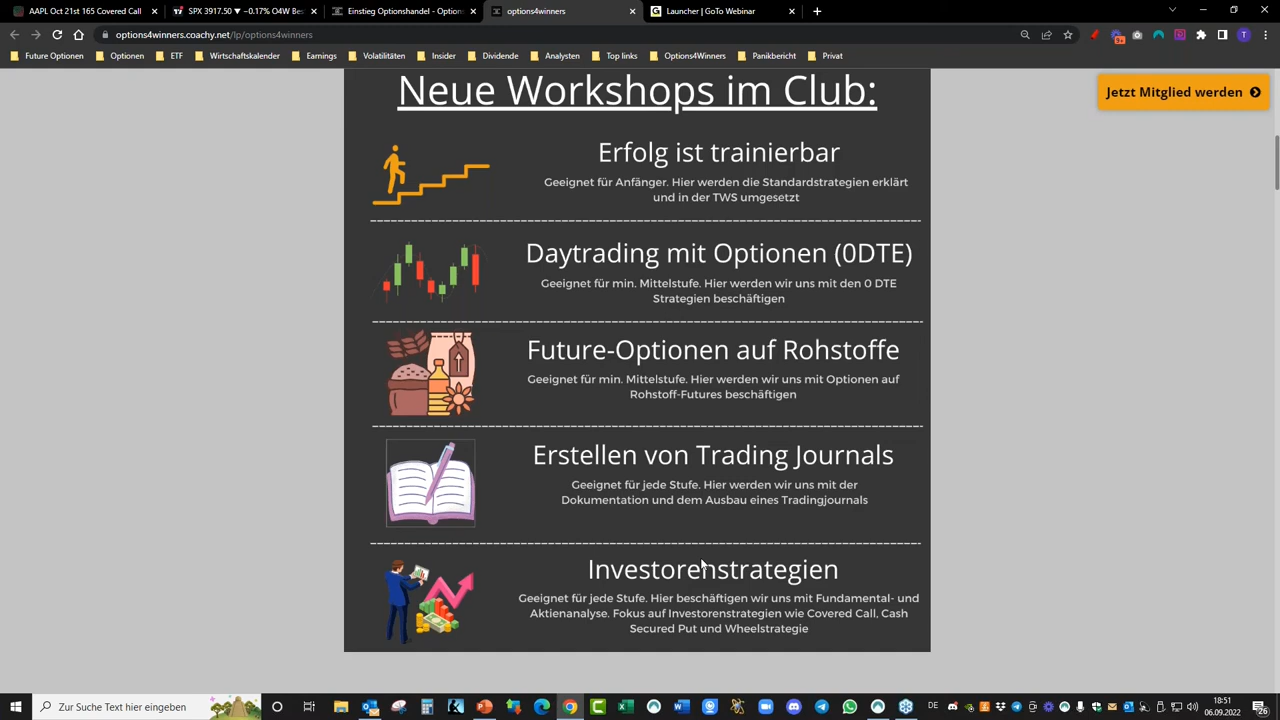 AAPL Oct 21st 165 Covered Call
SPX 3917.50 ▼ −0.17% O4W Bes
Einstieg Optionshandel - Options
options4winners
Launcher | GoTo Webinar
options4winners.coachy.net/lp/options4winners
Future Optionen
Optionen
ETF
Wirtschaftskalender
Earnings
Volatilitäten
Insider
Dividende
Analysten
Top links
Options4Winners
Panikbericht
Privat
Neue Workshops im Club:
Jetzt Mitglied werden
Erfolg ist trainierbar
Geeignet für Anfänger. Hier werden die Standardstrategien erklärt
und in der TWS umgesetzt
Daytrading mit Optionen (0DTE)
Geeignet für min. Mittelstufe. Hier werden wir uns mit den 0 DTE
Strategien beschäftigen
Future-Optionen auf Rohstoffe
Geeignet für min. Mittelstufe. Hier werden wir uns mit Optionen auf
Rohstoff-Futures beschäftigen
Erstellen von Trading Journals
Geeignet für jede Stufe. Hier werden wir uns mit der
Dokumentation und dem Ausbau eines Tradingjournals
Investorenstrategien
Geeignet für jede Stufe. Hier beschäftigen wir uns mit Fundamental- und
Aktienanalyse. Fokus auf Investorenstrategien wie Covered Call, Cash
Secured Put und Wheelstrategie
Zur Suche Text hier eingeben
DE
18:51
06.09.2022